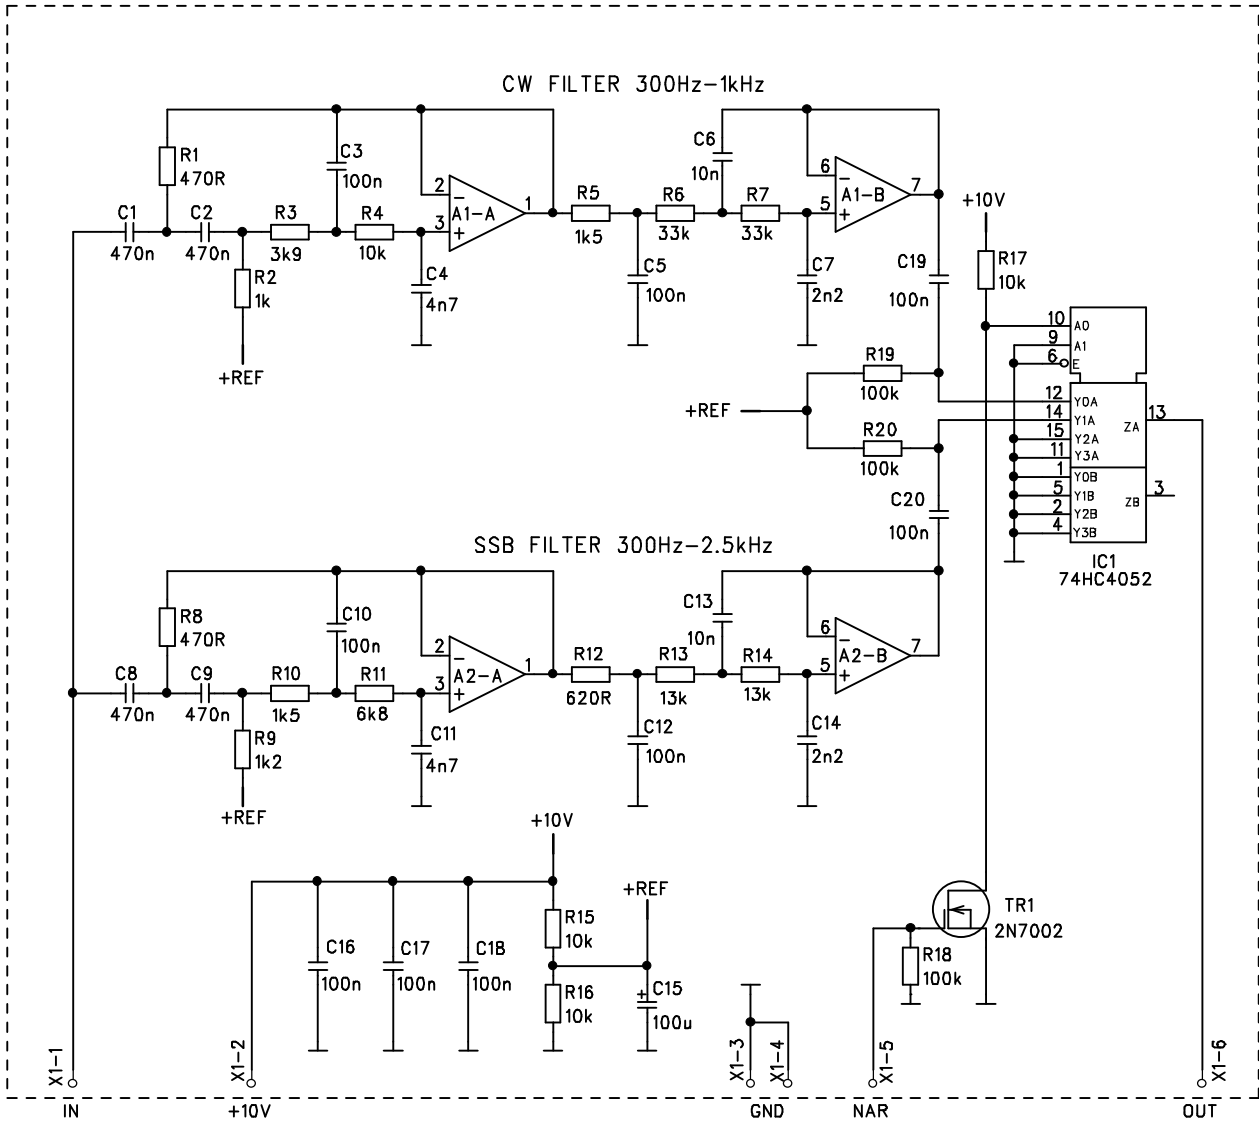 CW FILTER 300Hz-1kHz
R1
470R
C3
100n
C1
470n
C2
470n
R3
3k9
R4
10k
R2
1k
+REF
C4
4n7
2
3
A1-A
1
R5
1k5
C5
100n
R6
33k
C6
10n
R7
33k
C7
2n2
6
5
A1-B
7
C19
100n
+10V
R17
10k
10 A0
9 A1
6 E
12 Y0A
14 Y1A
15 Y2A
11 Y3A
1 Y0B
5 Y1B
2 Y2B
4 Y3B
ZA 13
ZB 3
IC1
74HC4052
+REF
R19
100k
R20
100k
C20
100n
SSB FILTER 300Hz-2.5kHz
R8
470R
C10
100n
C8
470n
C9
470n
R10
1k5
R11
6k8
R9
1k2
+REF
C11
4n7
2
3
A2-A
1
R12
620R
C12
100n
R13
13k
C13
10n
R14
13k
C14
2n2
6
5
A2-B
7
+10V
C16
100n
C17
100n
C18
100n
R15
10k
R16
10k
+REF
+
C15
100u
TR1
2N7002
R18
100k
X1-1
X1-2
X1-3
X1-4
X1-5
X1-6
IN
+10V
GND
NAR
OUT